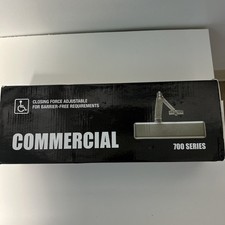 CLOSING FORCE ADJUSTABLE
FOR BARRIER-FREE REQUIREMENTS
COMMERCIAL
700 SERIES